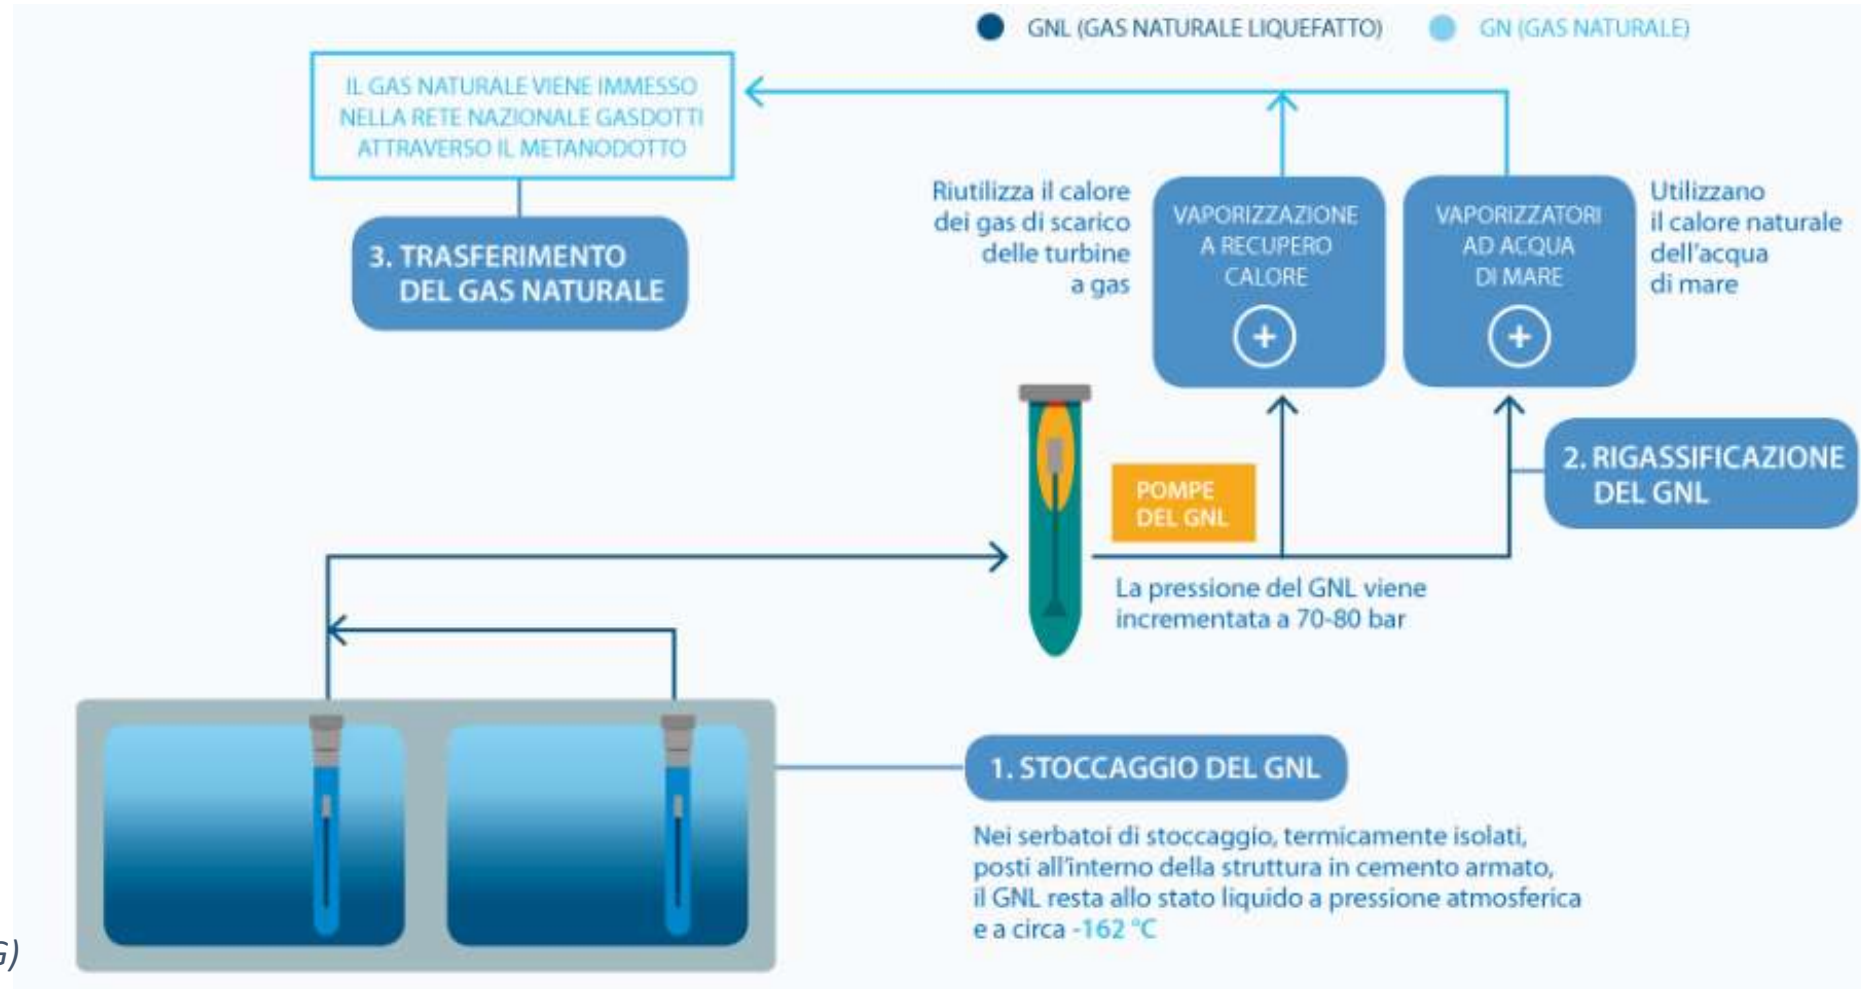 GNL (GAS NATURALE LIQUEFATTO)
GN (GAS NATURALE)
IL GAS NATURALE VIENE IMMESSO
NELLA RETE NAZIONALE GASDOTTI
ATTRAVERSO IL METANODOTTO
3. TRASFERIMENTO
DEL GAS NATURALE
Riutilizza il calore
dei gas di scarico
delle turbine
a gas
VAPORIZZAZIONE
A RECUPERO
CALORE
+
VAPORIZZATORI
AD ACQUA
DI MARE
+
Utilizzano
il calore naturale
dell'acqua
di mare
2. RIGASSIFICAZIONE
DEL GNL
POMPE
DEL GNL
La pressione del GNL viene
incrementata a 70-80 bar
1. STOCCAGGIO DEL GNL
Nei serbatoi di stoccaggio, termicamente isolati,
posti all'interno della struttura in cemento armato,
il GNL resta allo stato liquido a pressione atmosferica
e a circa -162 °C